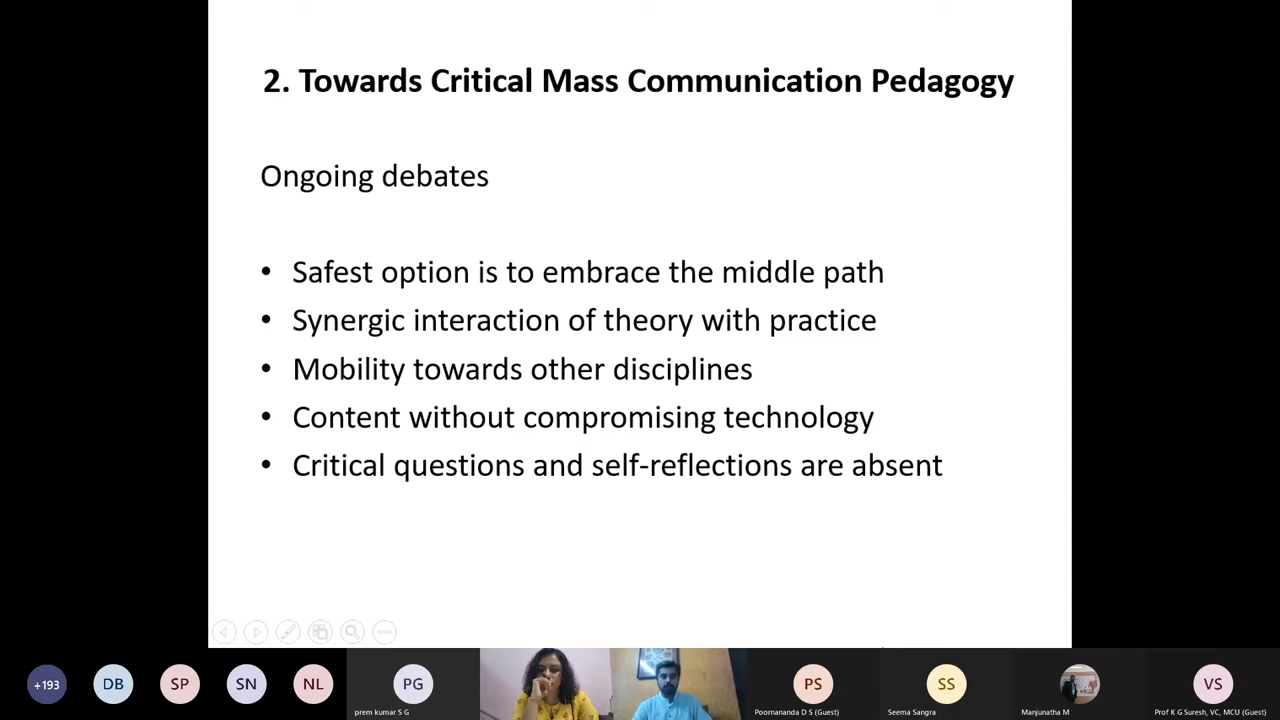 2. Towards Critical Mass Communication Pedagogy
Ongoing debates
• Safest option is to embrace the middle path
• Synergic interaction of theory with practice
• Mobility towards other disciplines
• Content without compromising technology
• Critical questions and self-reflections are absent
+193
DB
SP
SN
NL
PG
prem kumar S G
PS
Poornananda D S (Guest)
SS
Seema Sangra
Manjunatha M
VS
Prof K G Suresh, VC, MCU (Guest)